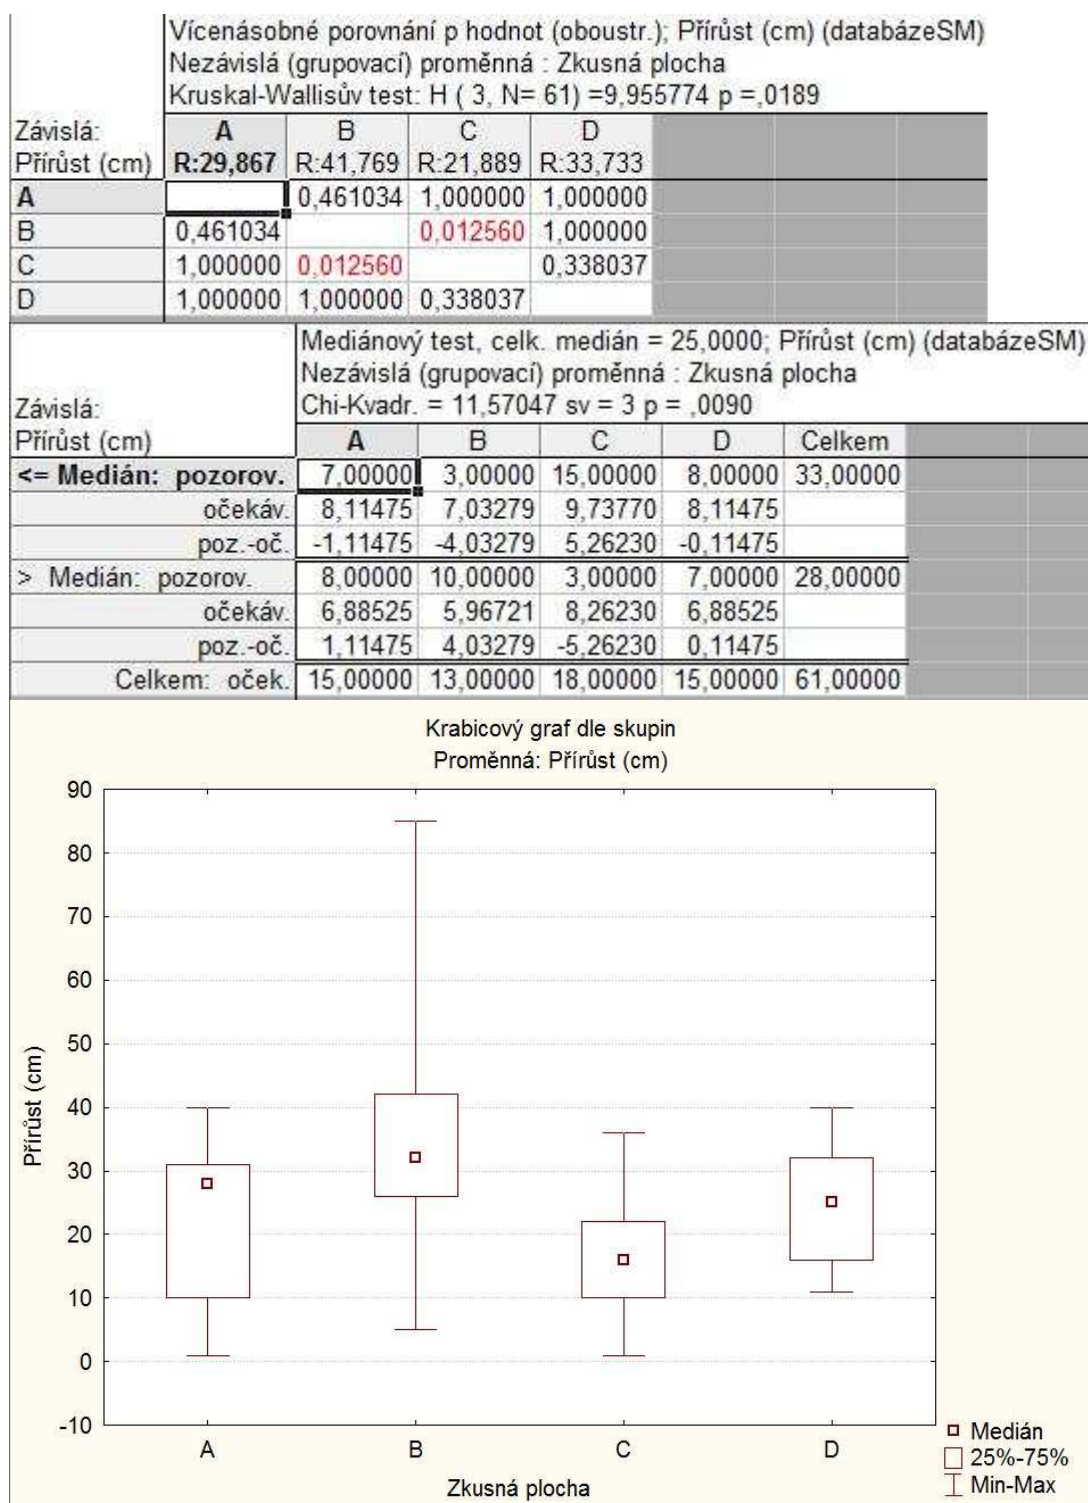 Vícenásobné porovnání p hodnot (oboustr.); Přírůst (cm) (databázeSM)
Nezávislá (grupovací) proměnná : Zkusná plocha
Kruskal-Wallisův test: H ( 3, N= 61) =9,955774 p =,0189
Závislá: A B C D
Přírůst (cm) R:29,867 R:41,769 R:21,889 R:33,733
A 0,461034 1,000000 1,000000
B 0,461034 0,012560 1,000000
C 1,000000 0,012560 0,338037
D 1,000000 1,000000 0,338037
Mediánový test, celk. medián = 25,0000; Přírůst (cm) (databázeSM)
Nezávislá (grupovací) proměnná : Zkusná plocha
Závislá: Chi-Kvadr. = 11,57047 sv = 3 p = ,0090
Přírůst (cm) A B C D Celkem
<= Medián: pozorov. 7,00000 3,00000 15,00000 8,00000 33,00000
očekáv. 8,11475 7,03279 9,73770 8,11475
poz.-oč. -1,11475 -4,03279 5,26230 -0,11475
> Medián: pozorov. 8,00000 10,00000 3,00000 7,00000 28,00000
očekáv. 6,88525 5,96721 8,26230 6,88525
poz.-oč. 1,11475 4,03279 -5,26230 0,11475
Celkem: oček. 15,00000 13,00000 18,00000 15,00000 61,00000
Krabicový graf dle skupin
Proměnná: Přírůst (cm)
90
80
70
60
50
40
30
20
10
0
-10
Přírůst (cm)
A B C D
Zkusná plocha
Medián
25%-75%
Min-Max